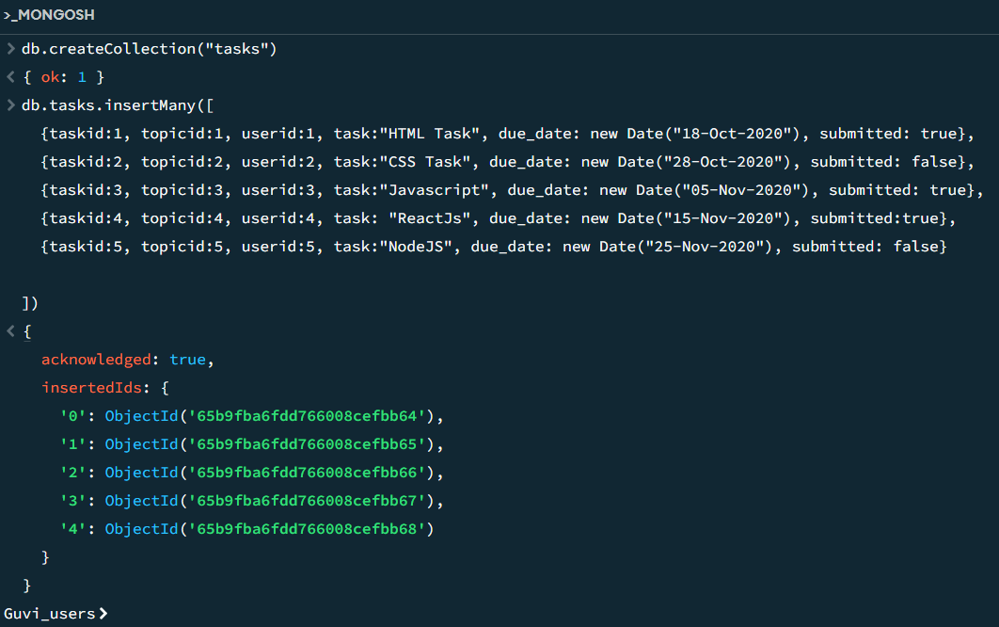 >_MONGOSH
> db.createCollection("tasks")
< { ok: 1 }
> db.tasks.insertMany([
{taskid:1, topicid:1, userid:1, task:"HTML Task", due_date: new Date("18-Oct-2020"), submitted: true},
{taskid:2, topicid:2, userid:2, task:"CSS Task", due_date: new Date("28-Oct-2020"), submitted: false},
{taskid:3, topicid:3, userid:3, task:"Javascript", due_date: new Date("05-Nov-2020"), submitted: true},
{taskid:4, topicid:4, userid:4, task: "ReactJs", due_date: new Date("15-Nov-2020"), submitted:true},
{taskid:5, topicid:5, userid:5, task:"NodeJS", due_date: new Date("25-Nov-2020"), submitted: false}
])
< {
acknowledged: true,
insertedIds: {
'0': ObjectId('65b9fba6fdd766008cefbb64'),
'1': ObjectId('65b9fba6fdd766008cefbb65'),
'2': ObjectId('65b9fba6fdd766008cefbb66'),
'3': ObjectId('65b9fba6fdd766008cefbb67'),
'4': ObjectId('65b9fba6fdd766008cefbb68')
}
}
Guvi_users>